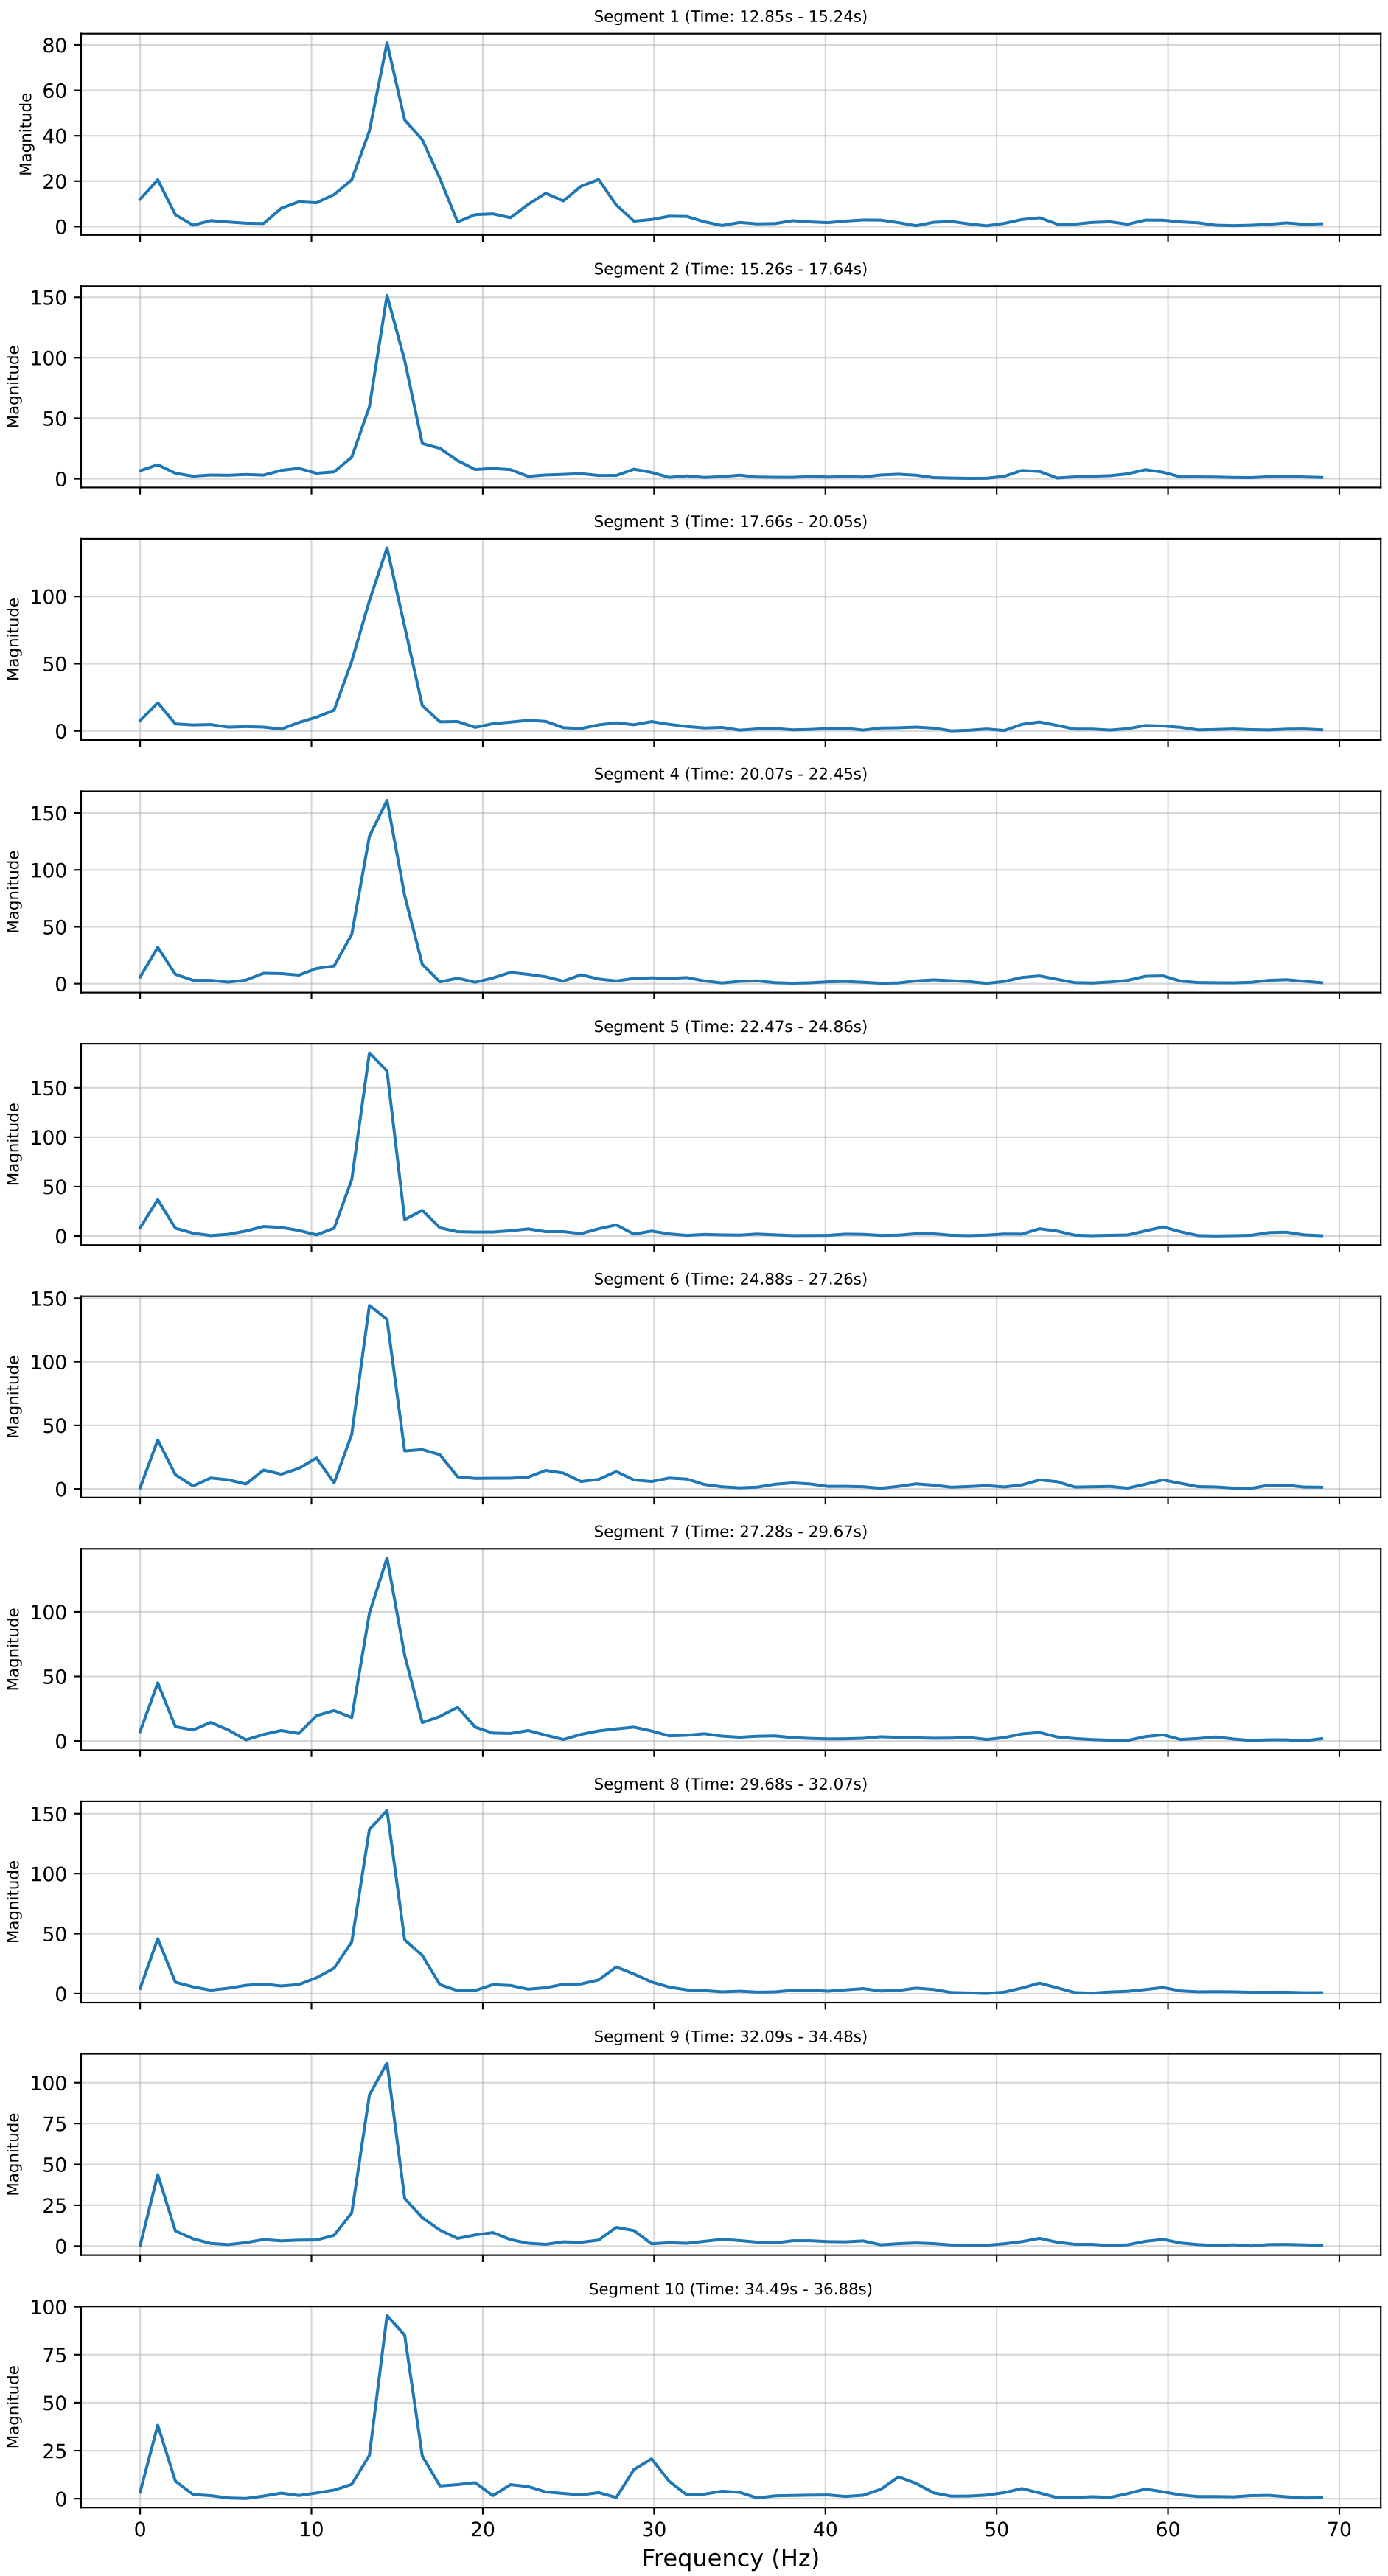 Segment 1 (Time: 12.85s - 15.24s)
80
60
40
20
0
Magnitude
Segment 2 (Time: 15.26s - 17.64s)
150
100
50
0
Magnitude
Segment 3 (Time: 17.66s - 20.05s)
100
50
0
Magnitude
Segment 4 (Time: 20.07s - 22.45s)
150
100
50
0
Magnitude
Segment 5 (Time: 22.47s - 24.86s)
150
100
50
0
Magnitude
Segment 6 (Time: 24.88s - 27.26s)
150
100
50
0
Magnitude
Segment 7 (Time: 27.28s - 29.67s)
100
50
0
Magnitude
Segment 8 (Time: 29.68s - 32.07s)
150
100
50
0
Magnitude
Segment 9 (Time: 32.09s - 34.48s)
100
75
50
25
0
Magnitude
Segment 10 (Time: 34.49s - 36.88s)
100
75
50
25
0
Magnitude
0 10 20 30 40 50 60 70
Frequency (Hz)